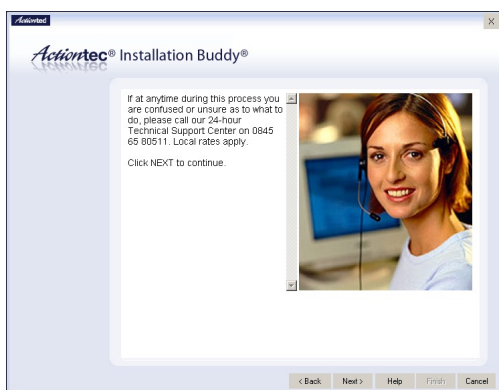 Actiontec
Actiontec® Installation Buddy®
If at anytime during this process you
are confused or unsure as to what to
do, please call our 24-hour
Technical Support Center on 0845
65 80511. Local rates apply.
Click NEXT to continue.
< Back Next > Help Finish Cancel